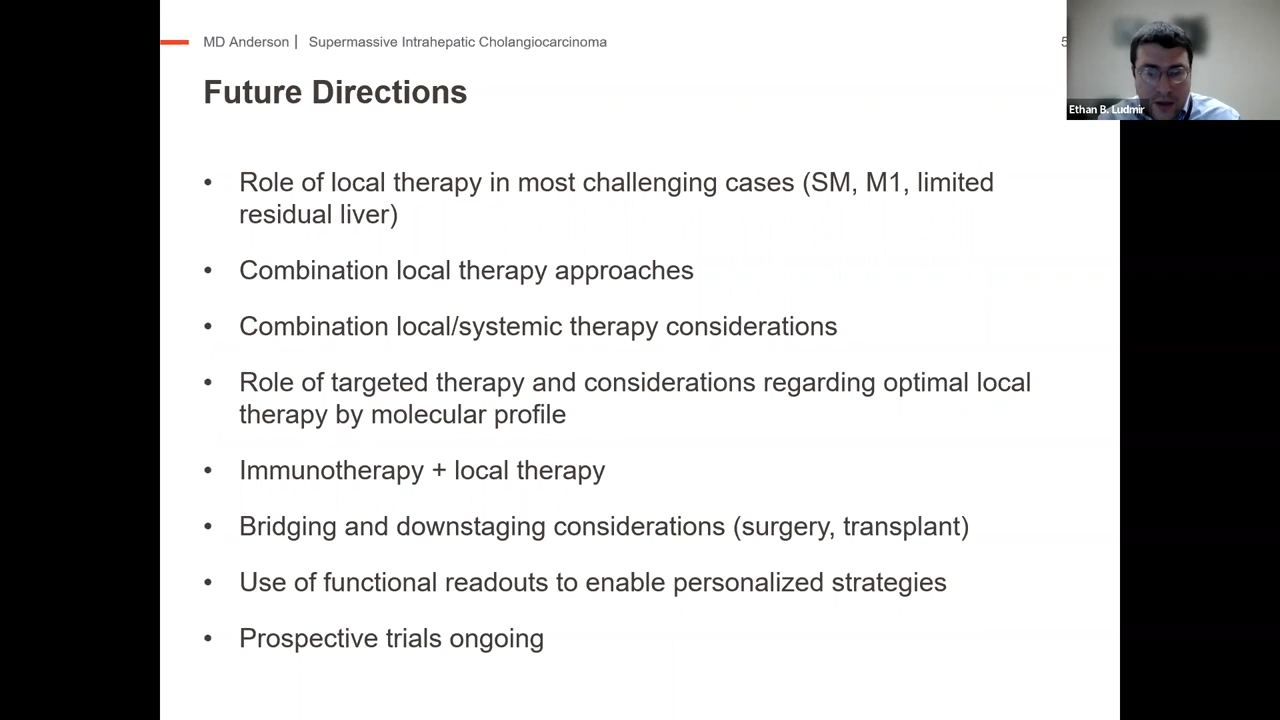 MD Anderson | Supermassive Intrahepatic Cholangiocarcinoma
5
Ethan B. Ludmir
Future Directions
• Role of local therapy in most challenging cases (SM, M1, limited
residual liver)
• Combination local therapy approaches
• Combination local/systemic therapy considerations
• Role of targeted therapy and considerations regarding optimal local
therapy by molecular profile
• Immunotherapy + local therapy
• Bridging and downstaging considerations (surgery, transplant)
• Use of functional readouts to enable personalized strategies
• Prospective trials ongoing